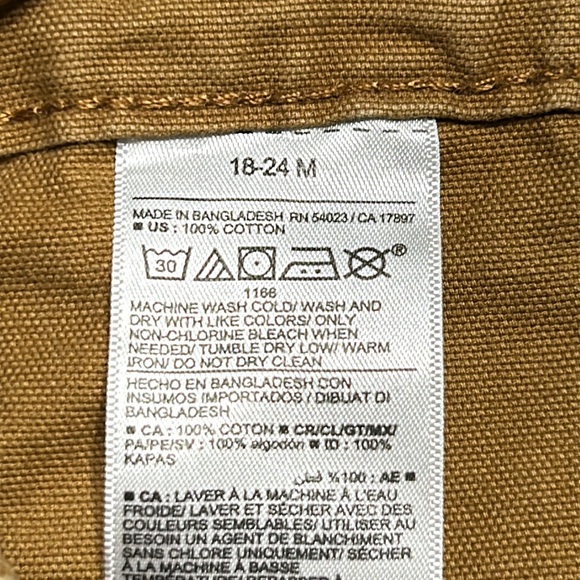 18-24 M
MADE IN BANGLADESH RN 54023 / CA 17897
■ US : 100% COTTON
30 ®
1166
MACHINE WASH COLD/ WASH AND
DRY WITH LIKE COLORS/ ONLY
NON-CHLORINE BLEACH WHEN
NEEDED/ TUMBLE DRY LOW/ WARM
IRON/ DO NOT DRY CLEAN
HECHO EN BANGLADESH CON
INSUMOS IMPORTADOS / DIBUAT DI
BANGLADESH
■ CA : 100% COTON ■ CR/CL/GT/MX/
PA/PE/SV : 100% algodón ■ ID : 100%
KAPAS
■ AE : 100% قطن
■ CA : LAVER À LA MACHINE À L'EAU
FROIDE/ LAVER ET SÉCHER AVEC DES
COULEURS SEMBLABLES/ UTILISER AU
BESOIN UN AGENT DE BLANCHIMENT
SANS CHLORE UNIQUEMENT/ SÉCHER
À LA MACHINE À BASSE
TEMPÉRATURE/ REPASSER À